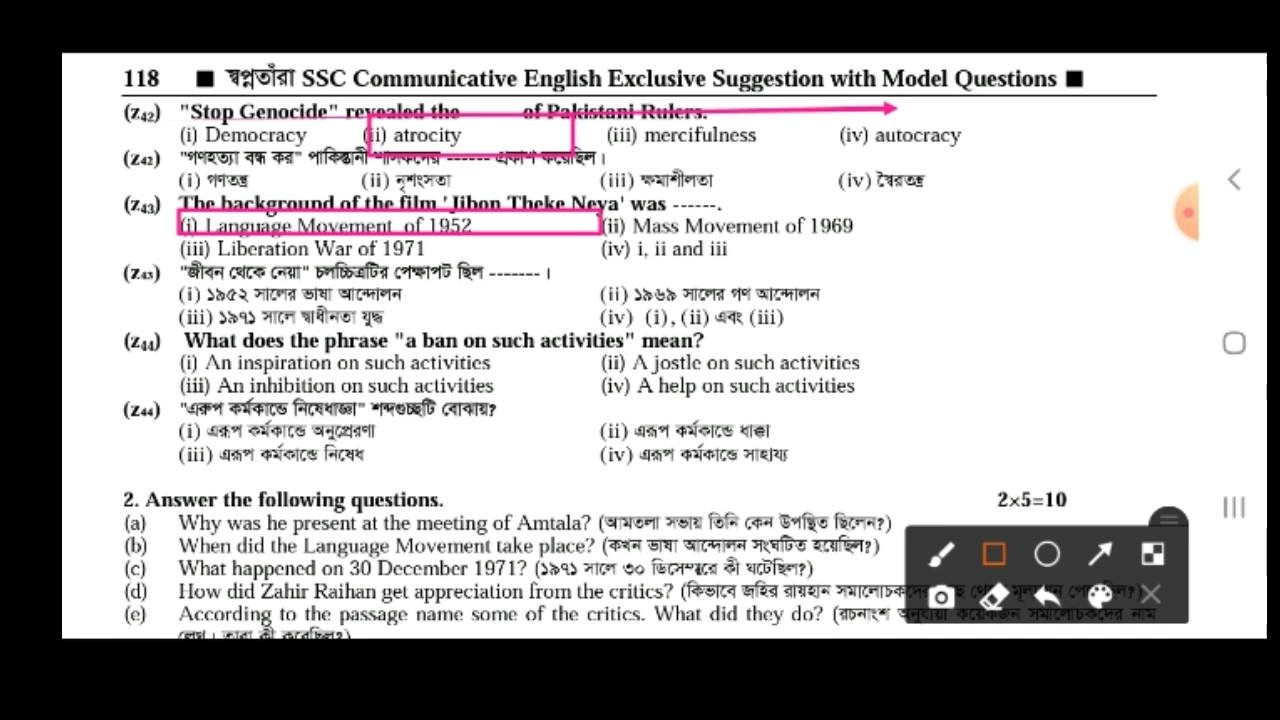 118 ■ স্বপ্নতাঁরা SSC Communicative English Exclusive Suggestion with Model Questions ■
(z42) "Stop Genocide" revealed the ______ of Pakistani Rulers.
(i) Democracy (ii) atrocity (iii) mercifulness (iv) autocracy
(z42) "গণহত্যা বন্ধ কর" পাকিস্তানী শাসকদের ------ প্রকাশ করেছিল।
(i) গণতন্ত্র (ii) নৃশংসতা (iii) ক্ষমাশীলতা (iv) স্বৈরতন্ত্র
(z43) The background of the film 'Jibon Theke Neya' was ------.
(i) Language Movement of 1952 (ii) Mass Movement of 1969
(iii) Liberation War of 1971 (iv) i, ii and iii
(z43) "জীবন থেকে নেয়া" চলচ্চিত্রটির পেক্ষাপট ছিল -------।
(i) ১৯৫২ সালের ভাষা আন্দোলন (ii) ১৯৬৯ সালের গণ আন্দোলন
(iii) ১৯৭১ সালে স্বাধীনতা যুদ্ধ (iv) (i), (ii) এবং (iii)
(z44) What does the phrase "a ban on such activities" mean?
(i) An inspiration on such activities (ii) A jostle on such activities
(iii) An inhibition on such activities (iv) A help on such activities
(z44) "এরুপ কর্মকান্ডে নিষেধাজ্ঞা" শব্দগুচ্ছটি বোঝায়?
(i) এরূপ কর্মকান্ডে অনুপ্রেরণা (ii) এরূপ কর্মকান্ডে ধাক্কা
(iii) এরূপ কর্মকান্ডে নিষেধ (iv) এরূপ কর্মকান্ডে সাহায্য
2. Answer the following questions. 2×5=10
(a) Why was he present at the meeting of Amtala? (আমতলা সভায় তিনি কেন উপস্থিত ছিলেন?)
(b) When did the Language Movement take place? (কখন ভাষা আন্দোলন সংঘটিত হয়েছিল?)
(c) What happened on 30 December 1971? (১৯৭১ সালে ৩০ ডিসেম্বরে কী ঘটেছিল?)
(d) How did Zahir Raihan get appreciation from the critics? (কিভাবে জহির রায়হান সমালোচকদের
(e) According to the passage name some of the critics. What did they do? (রচনাংশ অনুযায়ী কয়েকজন সমালোচকদের নাম
লেখ। তারা কী করেছিল?)